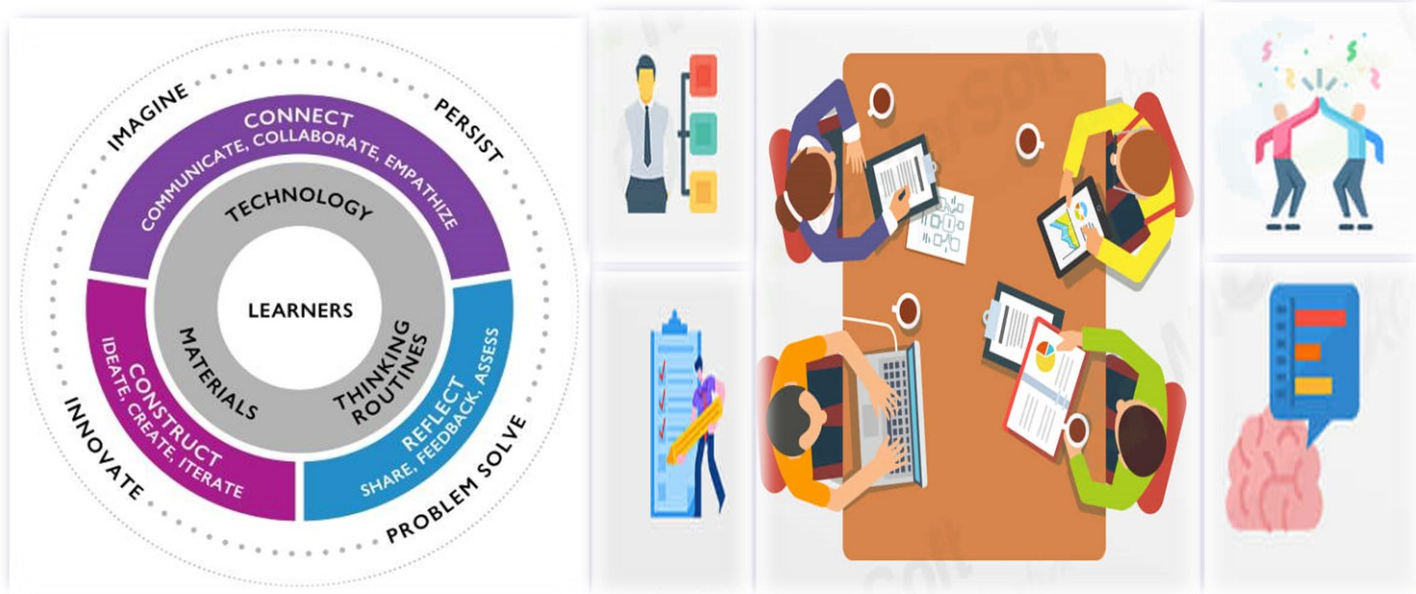 IMAGINE
PERSIST
CONNECT
COMMUNICATE, COLLABORATE, EMPATHIZE
TECHNOLOGY
LEARNERS
MATERIALS
THINKING
ROUTINES
CONSTRUCT
IDEATE, CREATE, ITERATE
REFLECT
SHARE, FEEDBACK, ASSESS
INNOVATE
PROBLEM SOLVE